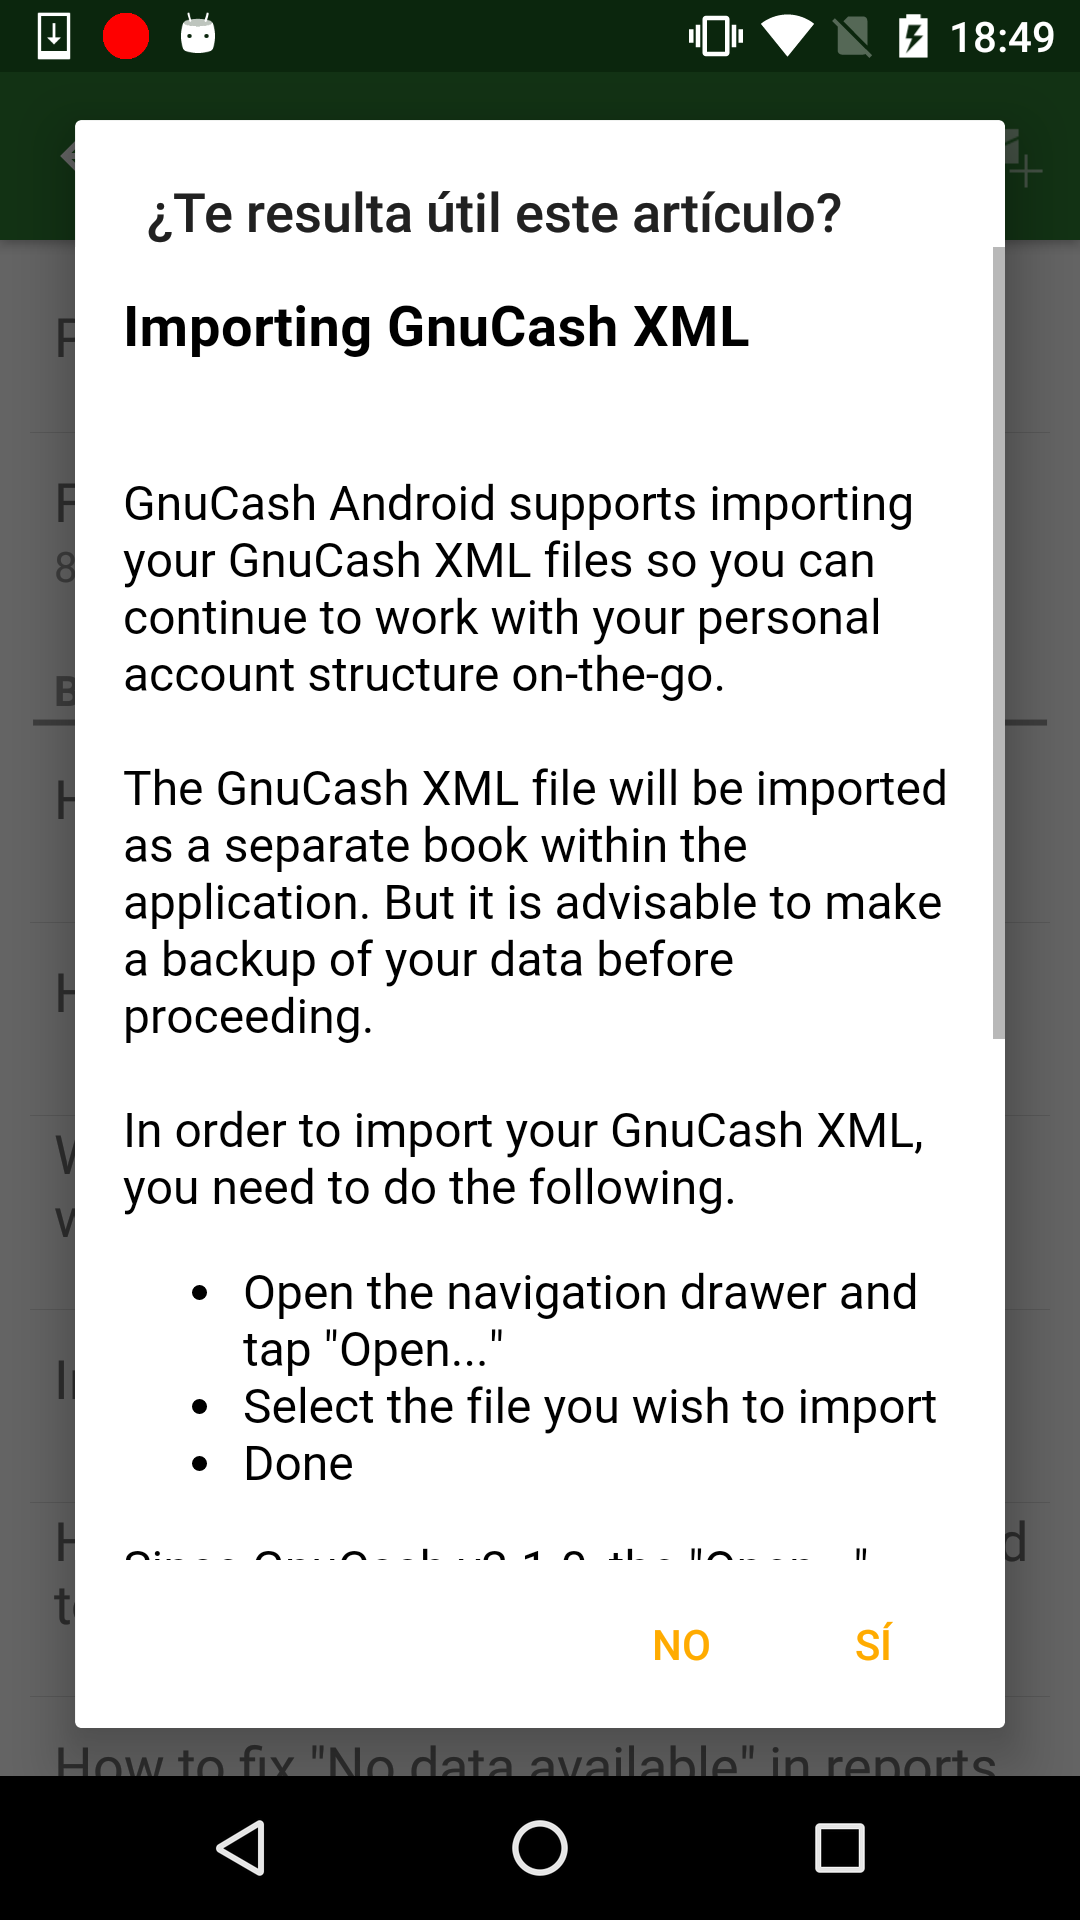 18:49
¿Te resulta útil este artículo?
Importing GnuCash XML
GnuCash Android supports importing
your GnuCash XML files so you can
continue to work with your personal
account structure on-the-go.
The GnuCash XML file will be imported
as a separate book within the
application. But it is advisable to make
a backup of your data before
proceeding.
In order to import your GnuCash XML,
you need to do the following.
• Open the navigation drawer and
tap "Open..."
• Select the file you wish to import
• Done
NO
SÍ
How to fix "No data available" in reports